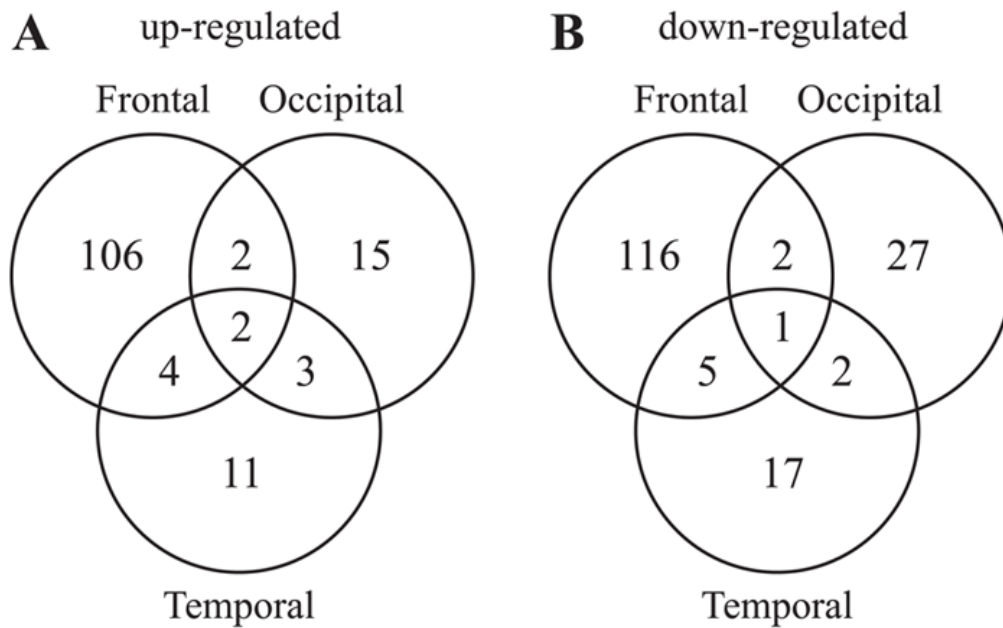 A up-regulated
Frontal Occipital
106 2 15
2
4 3
11
Temporal
B down-regulated
Frontal Occipital
116 2 27
1
5 2
17
Temporal